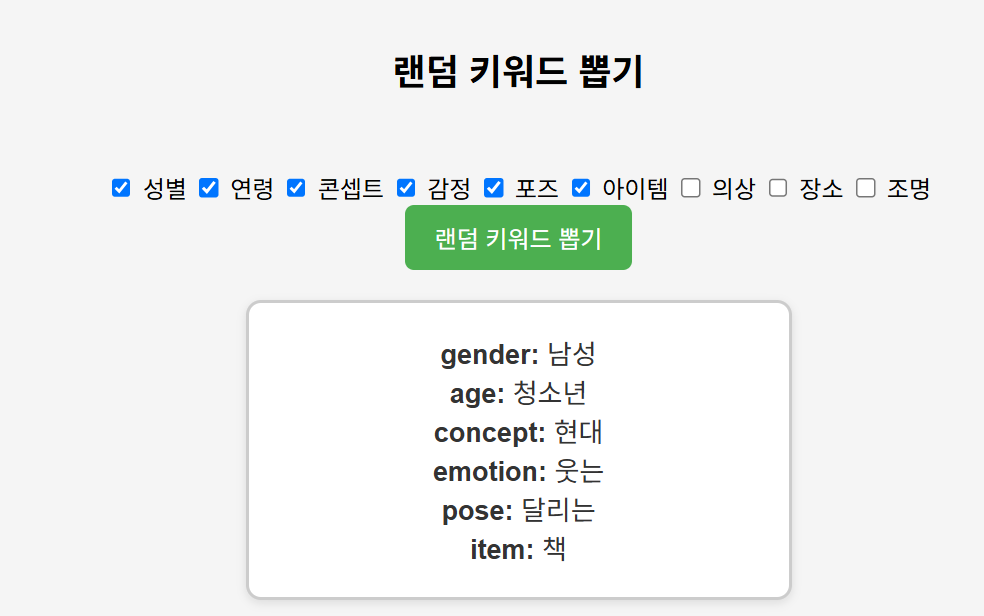 랜덤 키워드 뽑기
성별 연령 콘셉트 감정 포즈 아이템 의상 장소 조명
랜덤 키워드 뽑기
gender: 남성
age: 청소년
concept: 현대
emotion: 웃는
pose: 달리는
item: 책